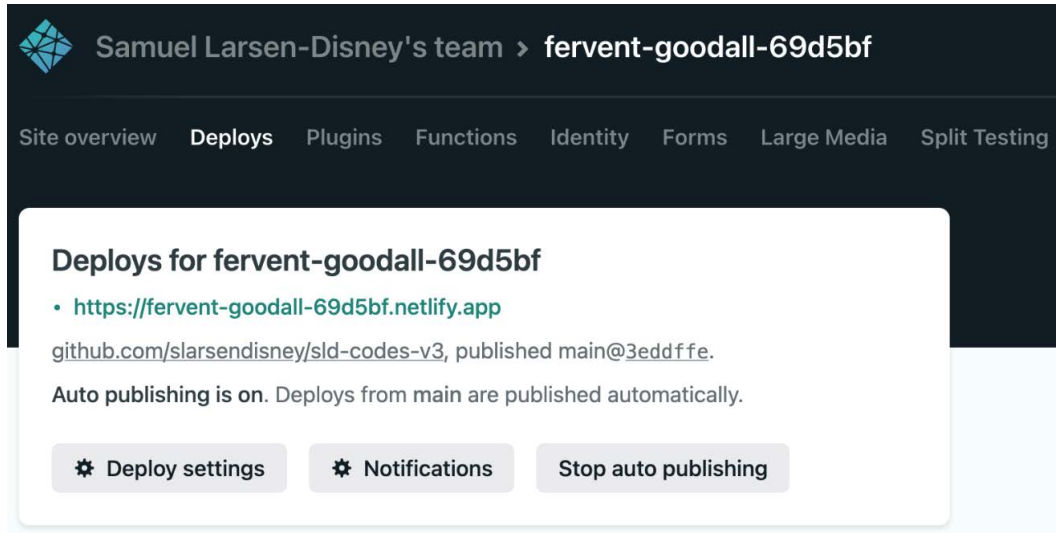 Samuel Larsen-Disney's team > fervent-goodall-69d5bf
Site overview Deploys Plugins Functions Identity Forms Large Media Split Testing
Deploys for fervent-goodall-69d5bf
• https://fervent-goodall-69d5bf.netlify.app
github.com/slarsendisney/sld-codes-v3, published main@3eddffe.
Auto publishing is on. Deploys from main are published automatically.
Deploy settings Notifications Stop auto publishing